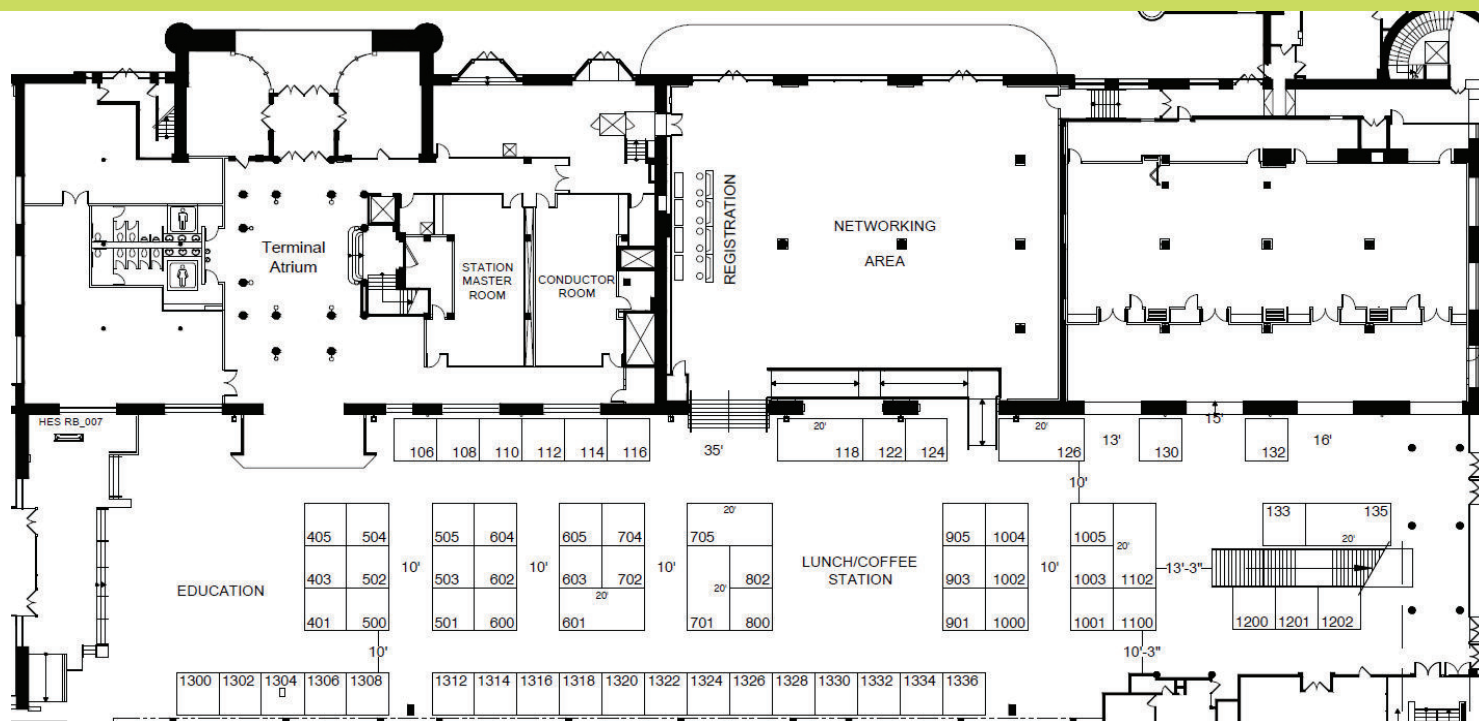 Terminal
Atrium
STATION
MASTER
ROOM
CONDUCTOR
ROOM
REGISTRATION
NETWORKING
AREA
HES RB_007
106 108 110 112 114 116
35'
20'
118 122 124
20'
126
13'
130
15'
132
16'
10'
405 504
403 502
401 500
10'
505 604
503 602
501 600
10'
605 704
603 702
20'
601
10'
20'
705
20'
802
701 800
EDUCATION
LUNCH/COFFEE
STATION
905 1004
903 1002
901 1000
10'
1005
20'
1003 1102
1001 1100
13'-3"
133 135
20'
1200 1201 1202
10'
10'-3"
1300 1302 1304 1306 1308
1312 1314 1316 1318 1320 1322 1324 1326 1328 1330 1332 1334 1336